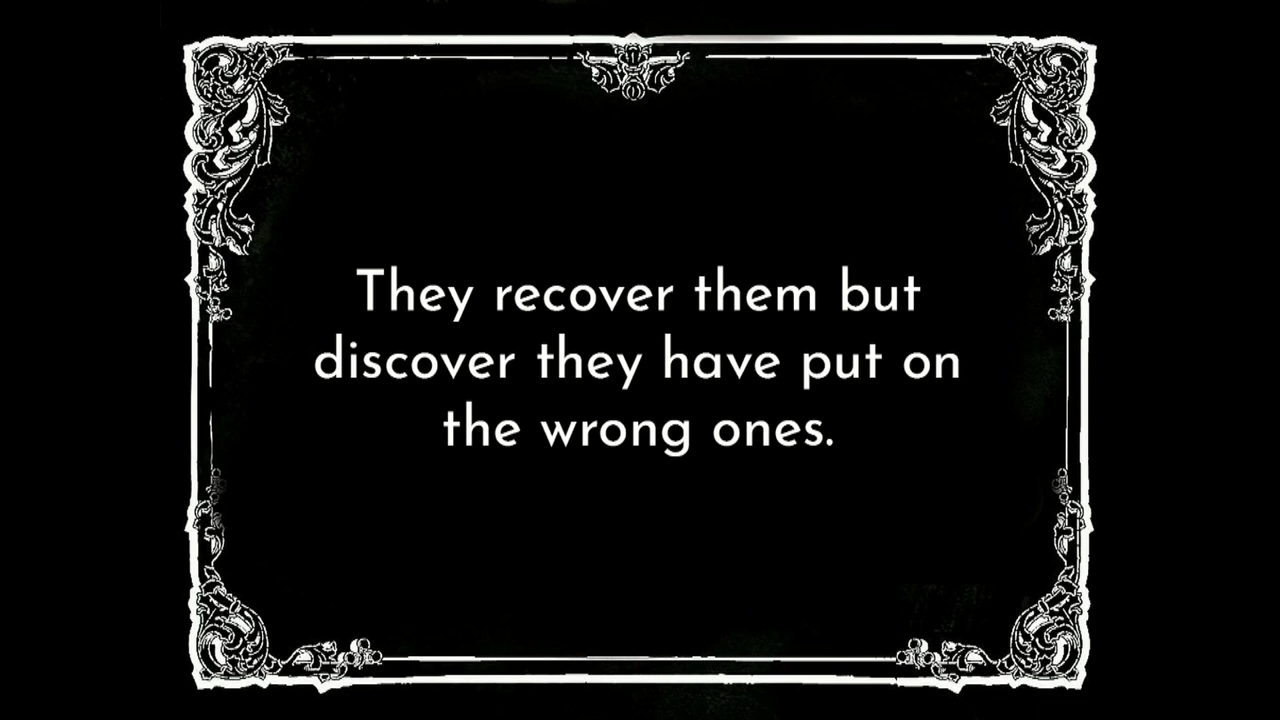 They recover them but
discover they have put on
the wrong ones.